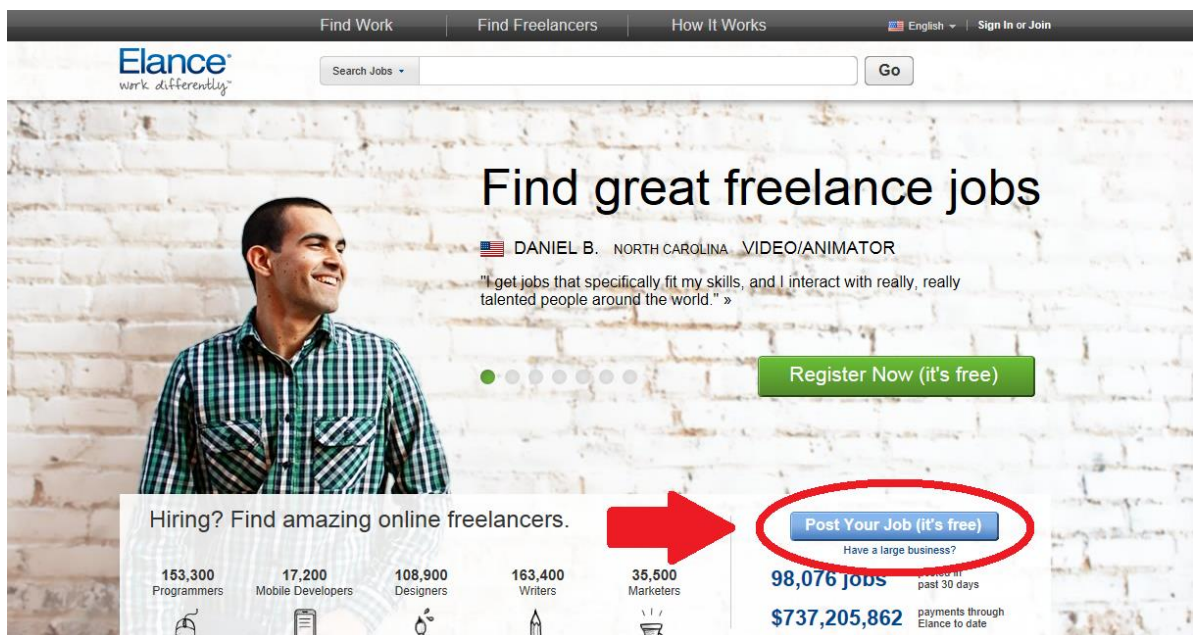 Find Work Find Freelancers How It Works English Sign In or Join
Elance
work differently™
Search Jobs Go
Find great freelance jobs
DANIEL B. NORTH CAROLINA VIDEO/ANIMATOR
"I get jobs that specifically fit my skills, and I interact with really, really
talented people around the world." »
Register Now (it's free)
Hiring? Find amazing online freelancers.
Post Your Job (it's free)
Have a large business?
153,300 17,200 108,900 163,400 35,500
Programmers Mobile Developers Designers Writers Marketers
98,076 jobs posted in
past 30 days
$737,205,862 payments through
Elance to date